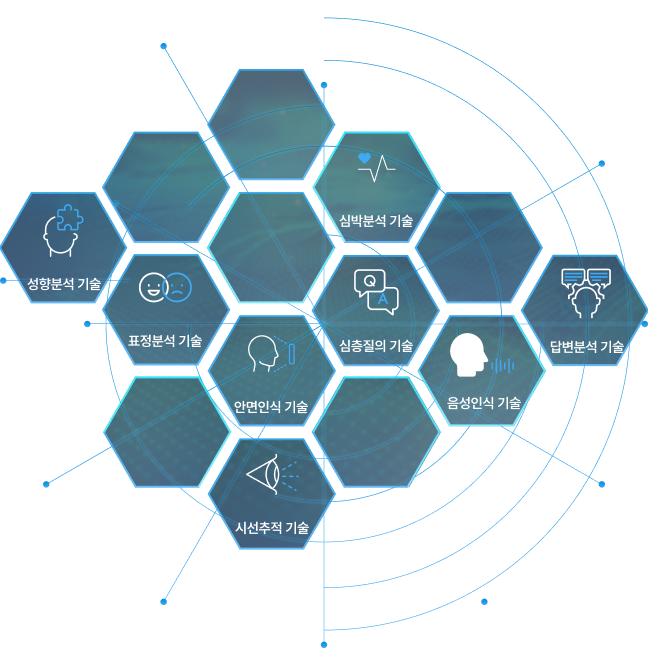 심박분석 기술
성향분석 기술
표정분석 기술
Q
A
심층질의 기술
답변분석 기술
안면인식 기술
음성인식 기술
시선추적 기술